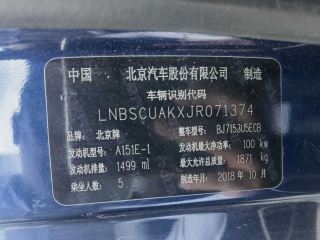 中国 北京汽车股份有限公司 制造
车辆识别代码
LNBSCUAKXJR071374
品牌：北京牌 整车型号：BJ7153U5ECB
发动机型号：A151E-1 发动机最大净功率：100 kw
发动机排量：1499 ml 最大允许总质量：1871 kg
乘坐人数：5 制造年月：2018 年 10 月